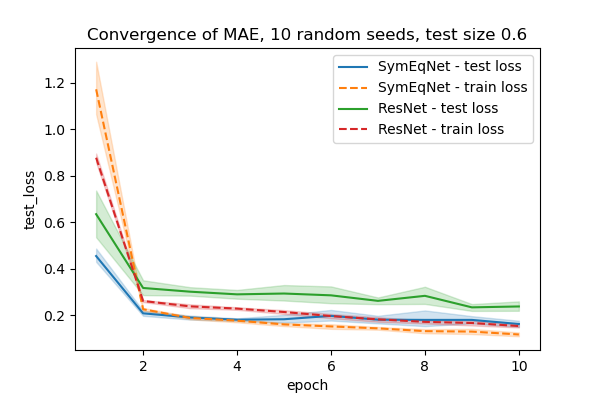 Convergence of MAE, 10 random seeds, test size 0.6
SymEqNet - test loss
SymEqNet - train loss
ResNet - test loss
ResNet - train loss
test_loss
1.2
1.0
0.8
0.6
0.4
0.2
2 4 6 8 10
epoch